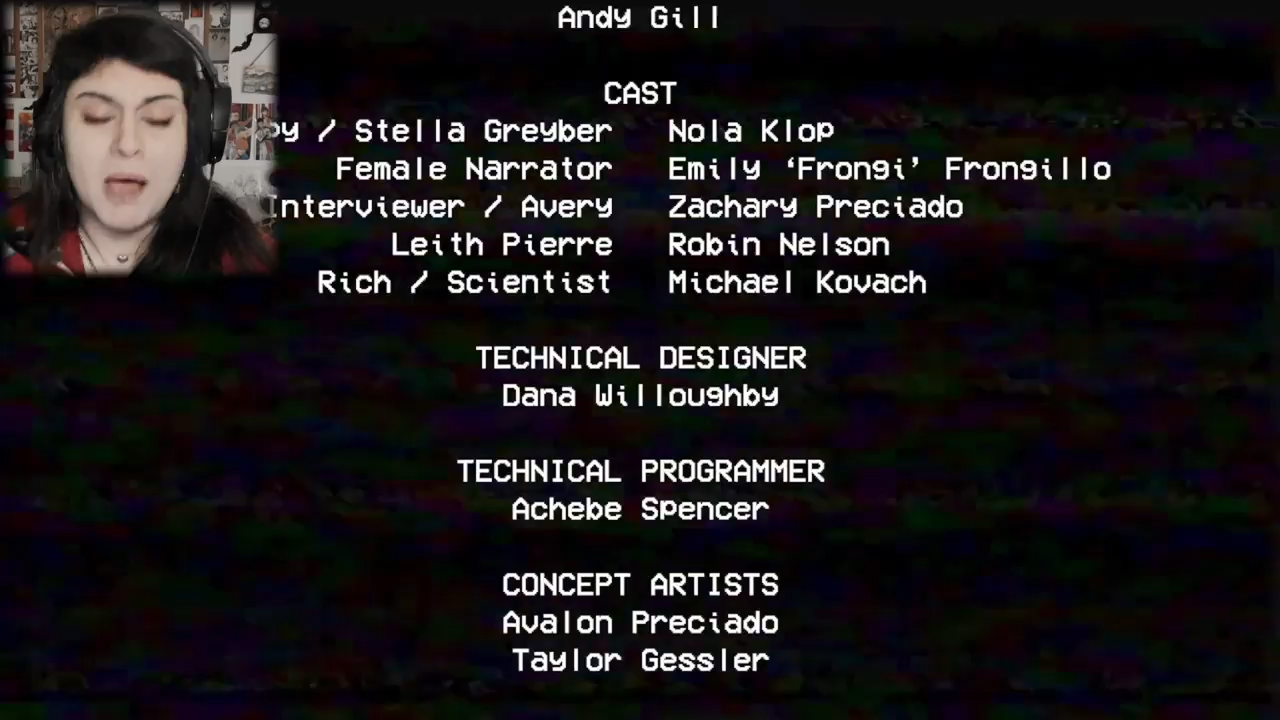 Andy Gill
CAST
/ Stella Greyber Nola Klop
Female Narrator Emily ‘Frongi’ Frongillo
Interviewer / Avery Zachary Preciado
Leith Pierre Robin Nelson
Rich / Scientist Michael Kovach
TECHNICAL DESIGNER
Dana Willoughby
TECHNICAL PROGRAMMER
Achebe Spencer
CONCEPT ARTISTS
Avalon Preciado
Taylor Gessler